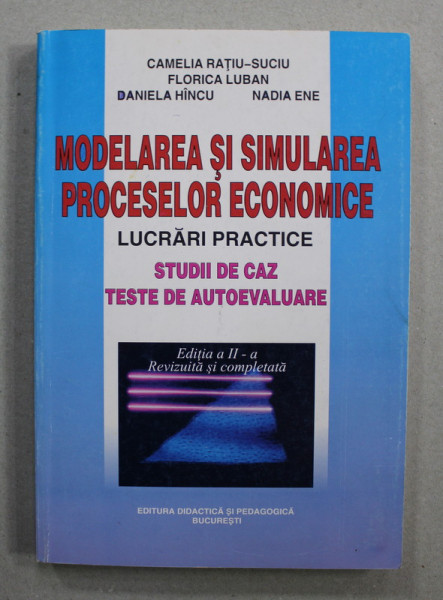 CAMELIA RAȚIU-SUCIU
FLORICA LUBAN
DANIELA HÎNCU NADIA ENE
MODELAREA ȘI SIMULAREA
PROCESELOR ECONOMICE
LUCRĂRI PRACTICE
STUDII DE CAZ
TESTE DE AUTOEVALUARE
Ediția a II - a
Revizuită și completată
EDITURA DIDACTICĂ ȘI PEDAGOGICĂ
BUCUREȘTI